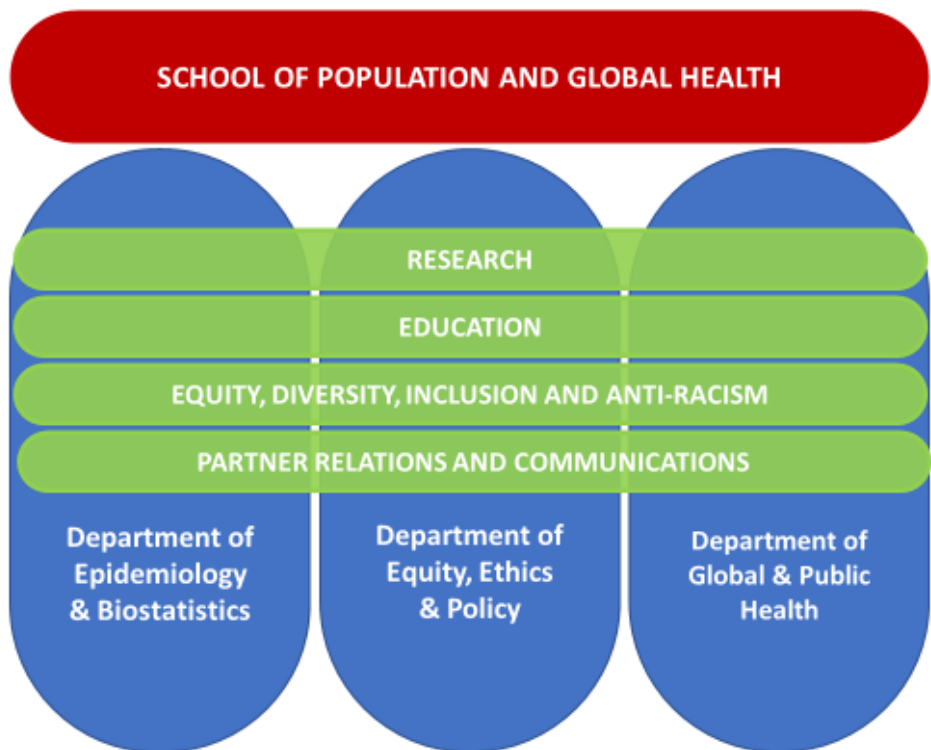 SCHOOL OF POPULATION AND GLOBAL HEALTH
RESEARCH
EDUCATION
EQUITY, DIVERSITY, INCLUSION AND ANTI-RACISM
PARTNER RELATIONS AND COMMUNICATIONS
Department of
Epidemiology
& Biostatistics
Department of
Equity, Ethics
& Policy
Department of
Global & Public
Health